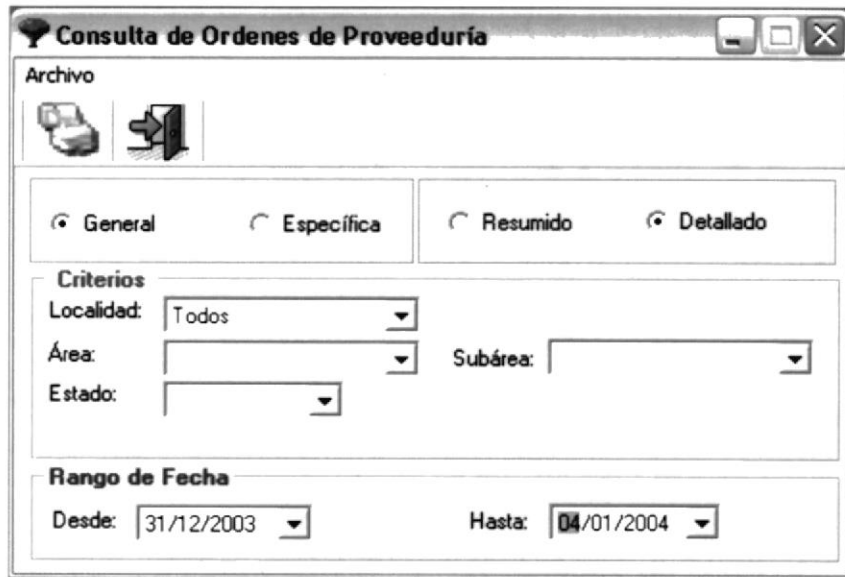 Consulta de Ordenes de Proveeduría
Archivo
General Específica Resumido Detallado
Criterios
Localidad: Todos
Área: Subárea:
Estado:
Rango de Fecha
Desde: 31/12/2003 Hasta: 04/01/2004